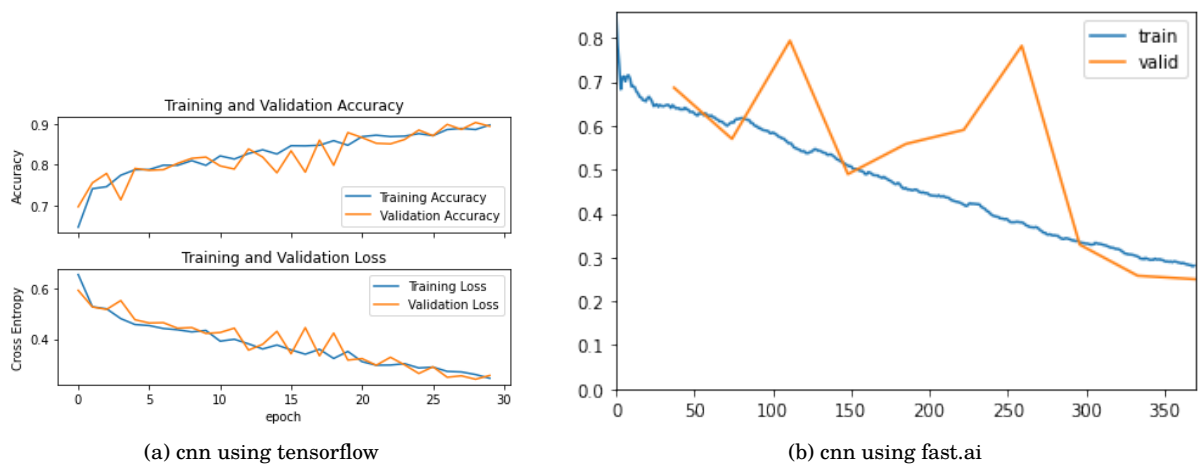 Training and Validation Accuracy
Accuracy
0.9
0.8
0.7
Training Accuracy
Validation Accuracy
Training and Validation Loss
Cross Entropy
0.6
0.4
Training Loss
Validation Loss
0 5 10 15 20 25 30
epoch
(a) cnn using tensorflow
0.8
0.7
0.6
0.5
0.4
0.3
0.2
0.1
0.0
train
valid
0 50 100 150 200 250 300 350
(b) cnn using fast.ai